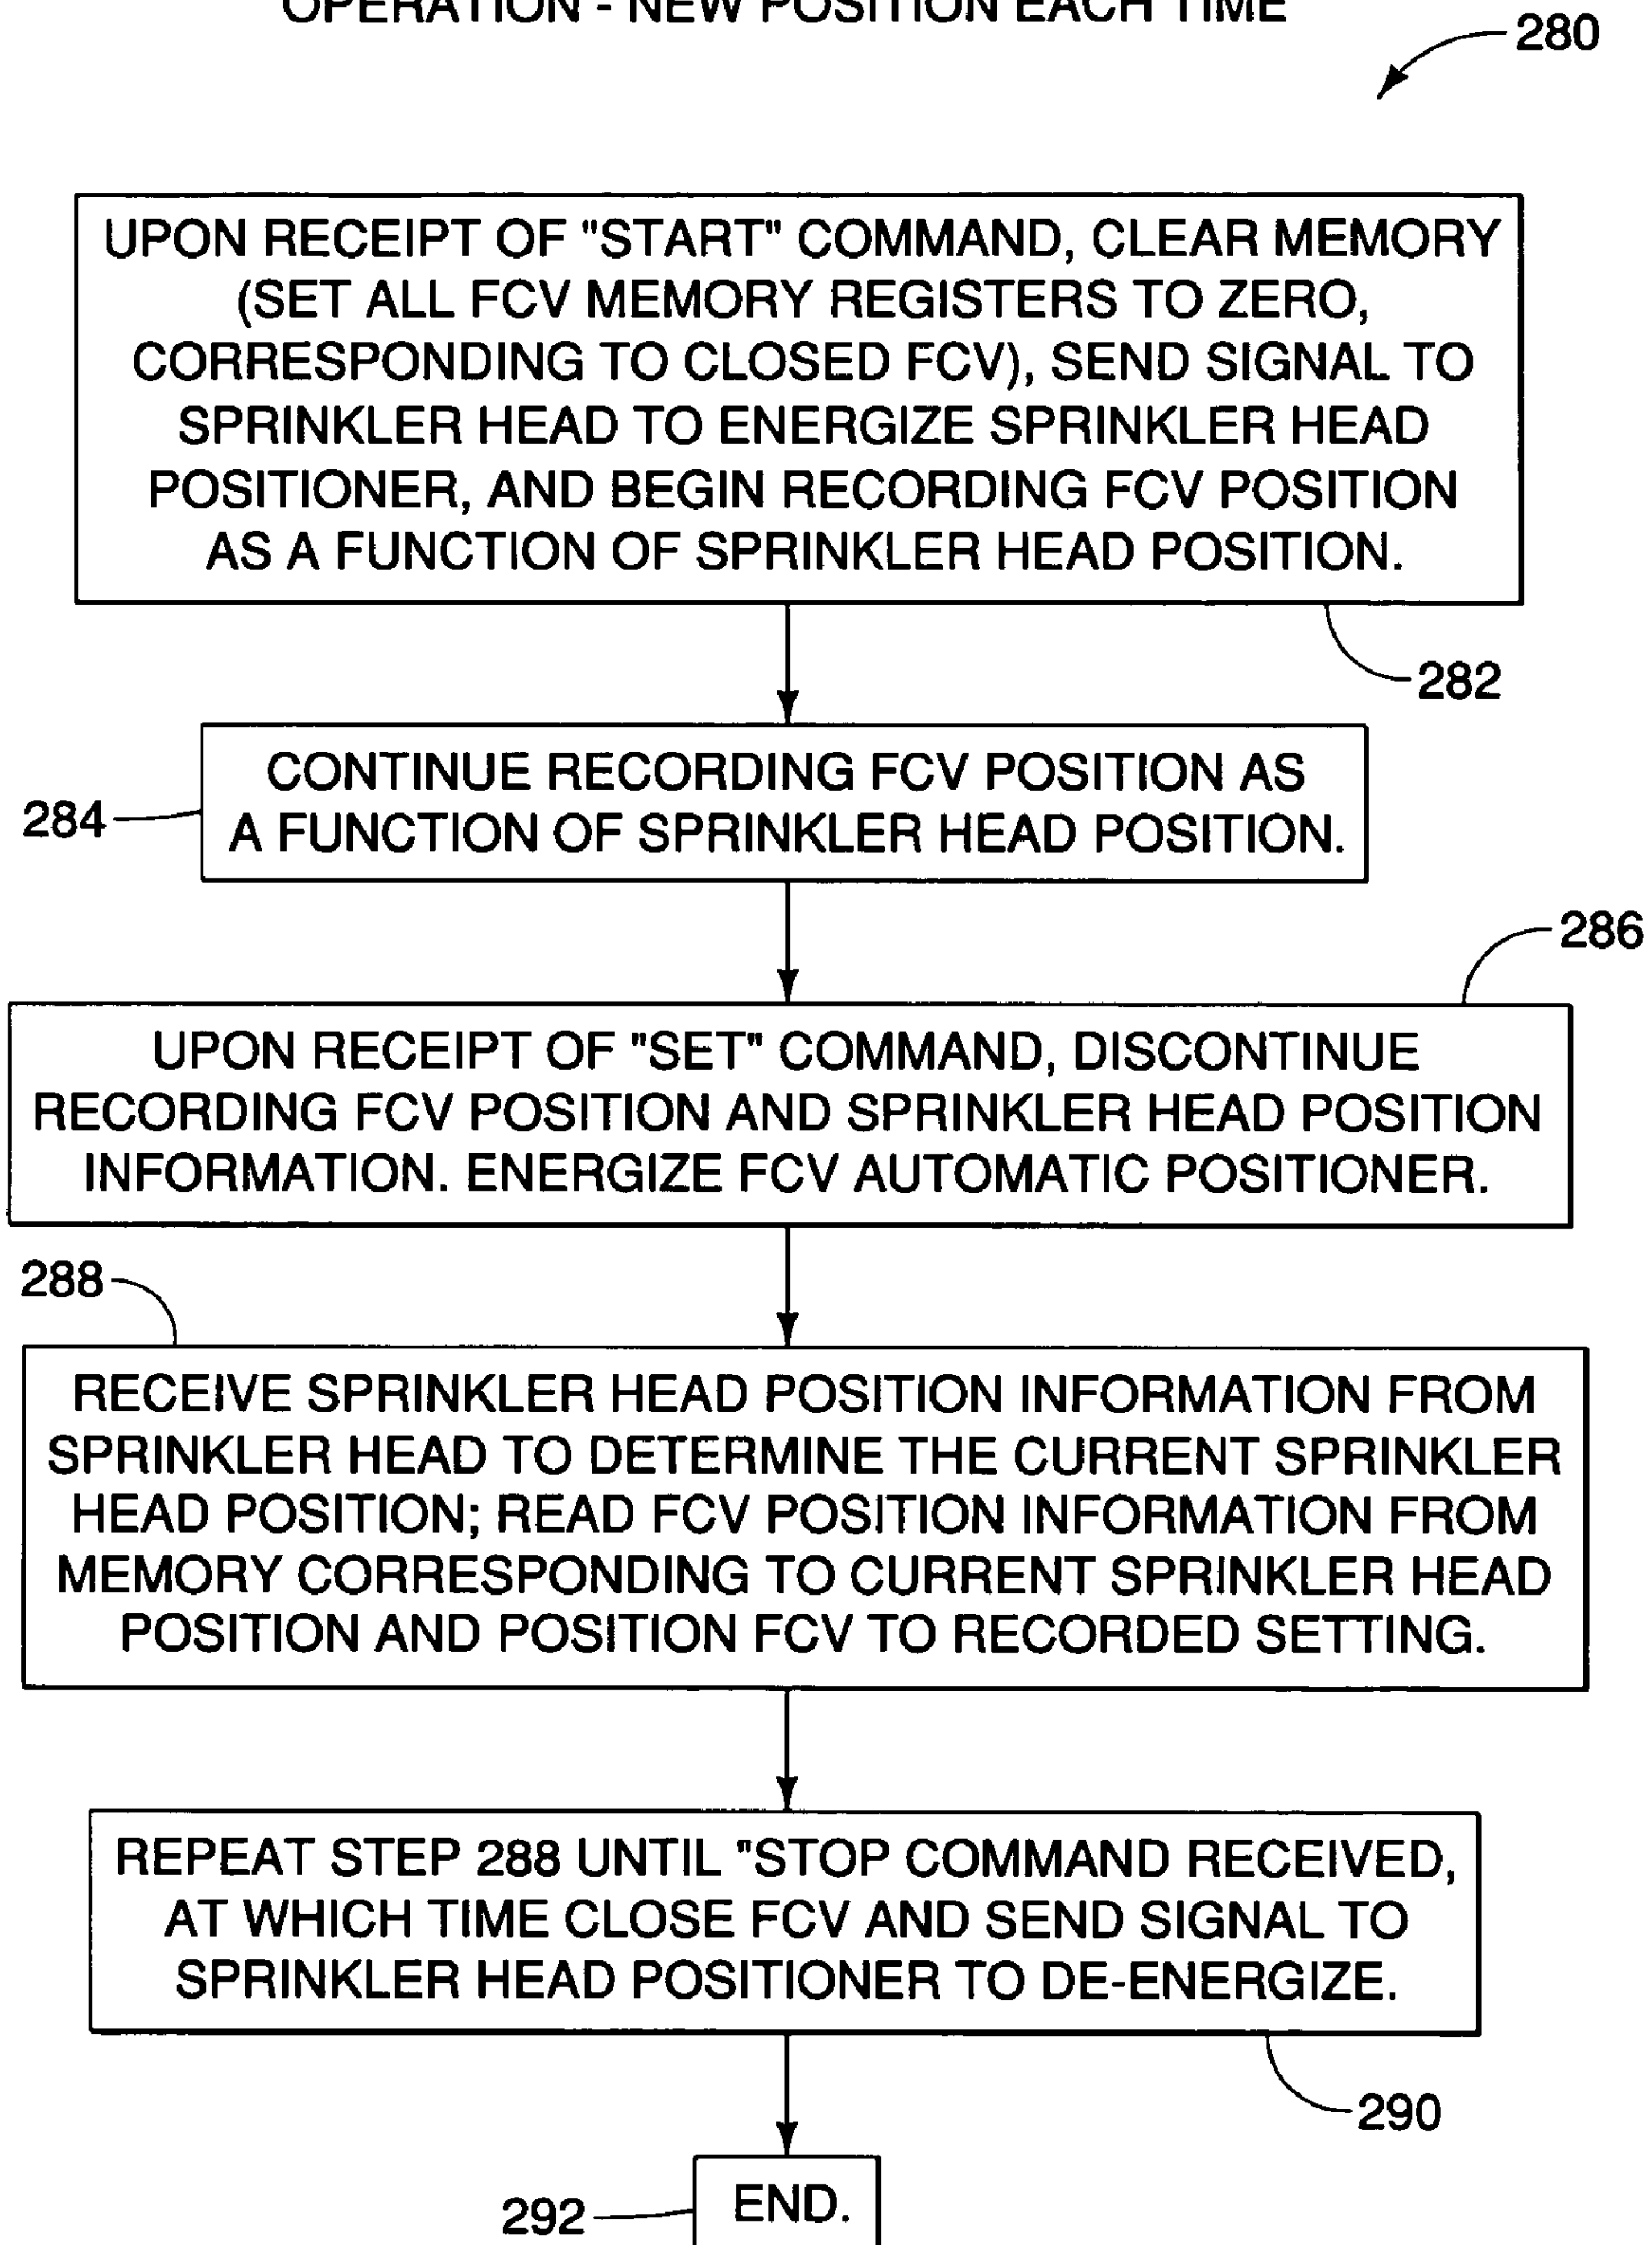 OPERATION - NEW POSITION EACH TIME
280
UPON RECEIPT OF "START" COMMAND, CLEAR MEMORY
(SET ALL FCV MEMORY REGISTERS TO ZERO,
CORRESPONDING TO CLOSED FCV), SEND SIGNAL TO
SPRINKLER HEAD TO ENERGIZE SPRINKLER HEAD
POSITIONER, AND BEGIN RECORDING FCV POSITION
AS A FUNCTION OF SPRINKLER HEAD POSITION.
282
CONTINUE RECORDING FCV POSITION AS
A FUNCTION OF SPRINKLER HEAD POSITION.
284
286
UPON RECEIPT OF "SET" COMMAND, DISCONTINUE
RECORDING FCV POSITION AND SPRINKLER HEAD POSITION
INFORMATION. ENERGIZE FCV AUTOMATIC POSITIONER.
288
RECEIVE SPRINKLER HEAD POSITION INFORMATION FROM
SPRINKLER HEAD TO DETERMINE THE CURRENT SPRINKLER
HEAD POSITION; READ FCV POSITION INFORMATION FROM
MEMORY CORRESPONDING TO CURRENT SPRINKLER HEAD
POSITION AND POSITION FCV TO RECORDED SETTING.
REPEAT STEP 288 UNTIL "STOP COMMAND RECEIVED,
AT WHICH TIME CLOSE FCV AND SEND SIGNAL TO
SPRINKLER HEAD POSITIONER TO DE-ENERGIZE.
290
END.
292